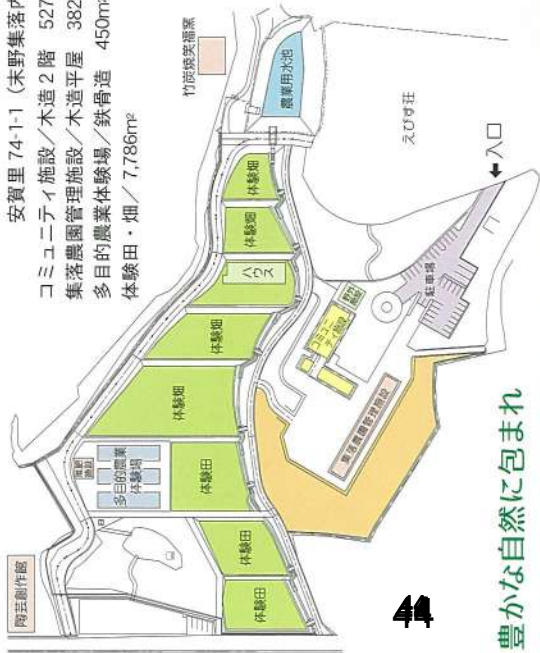 安賀里 74-1-1（末野集落内
コミュニティ施設／木造2階 527
集落農園管理施設／木造平屋 382
多目的農業体験場／鉄骨造 450m²
体験田・畑／7,786m²
竹炭焼笑福窯
農業用水池
体験畑
体験畑
ハウス
体験畑
体験畑
多目的農業
体験場
体験田
体験田
体験田
陶芸創作館
えびす荘
入口
駐車場
コミュニ
ティ施設
集落農園管理施設
豊かな自然に包まれ